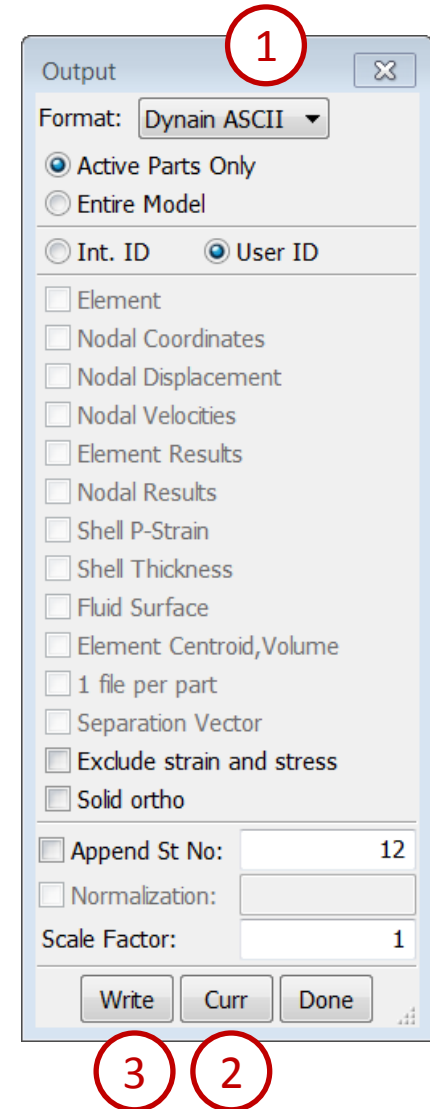 1
Output
Format: Dynain ASCII
Active Parts Only
Entire Model
Int. ID User ID
Element
Nodal Coordinates
Nodal Displacement
Nodal Velocities
Element Results
Nodal Results
Shell P-Strain
Shell Thickness
Fluid Surface
Element Centroid,Volume
1 file per part
Separation Vector
Exclude strain and stress
Solid ortho
Append St No: 12
Normalization:
Scale Factor: 1
Write Curr Done
3 2